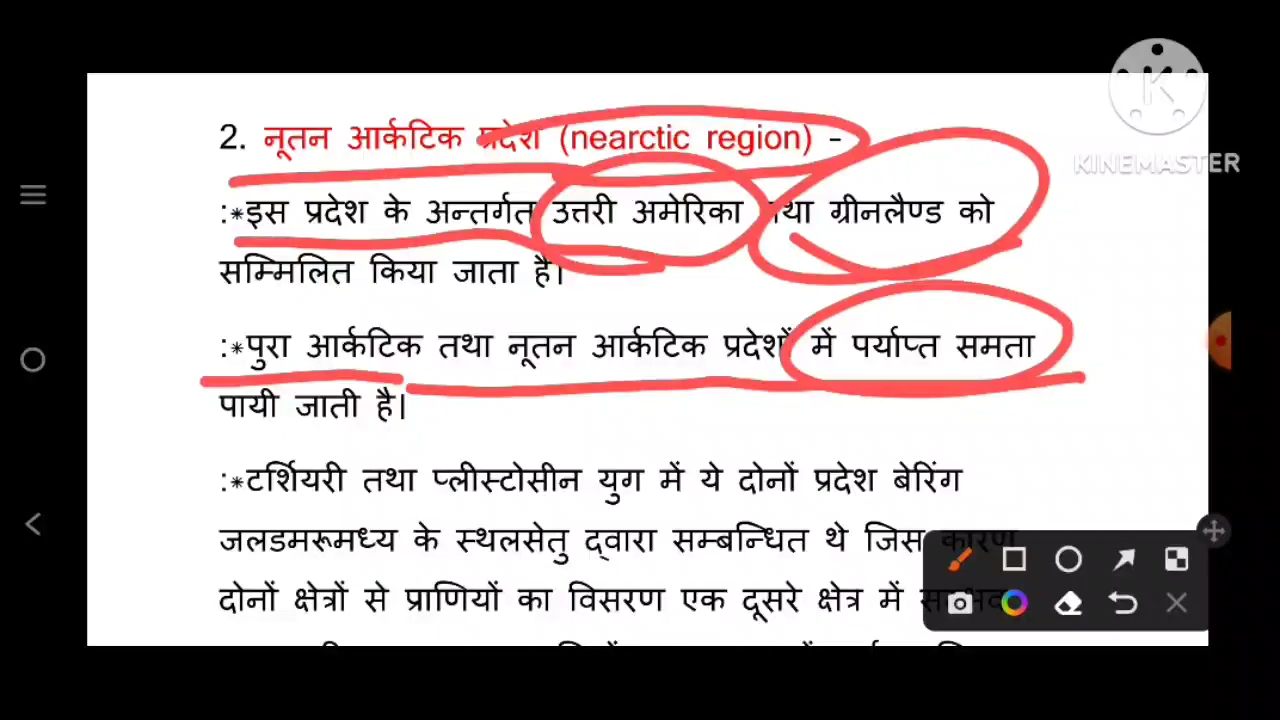 KINEMASTER
2. नूतन आर्कटिक प्रदेश (nearctic region) -
:*इस प्रदेश के अन्तर्गत उत्तरी अमेरिका तथा ग्रीनलैण्ड को
सम्मिलित किया जाता है।
:*पुरा आर्कटिक तथा नूतन आर्कटिक प्रदेशों में पर्याप्त समता
पायी जाती है।
:*टर्शियरी तथा प्लीस्टोसीन युग में ये दोनों प्रदेश बेरिंग
जलडमरूमध्य के स्थलसेतु द्वारा सम्बन्धित थे जिस कारण
दोनों क्षेत्रों से प्राणियों का विसरण एक दूसरे क्षेत्र में